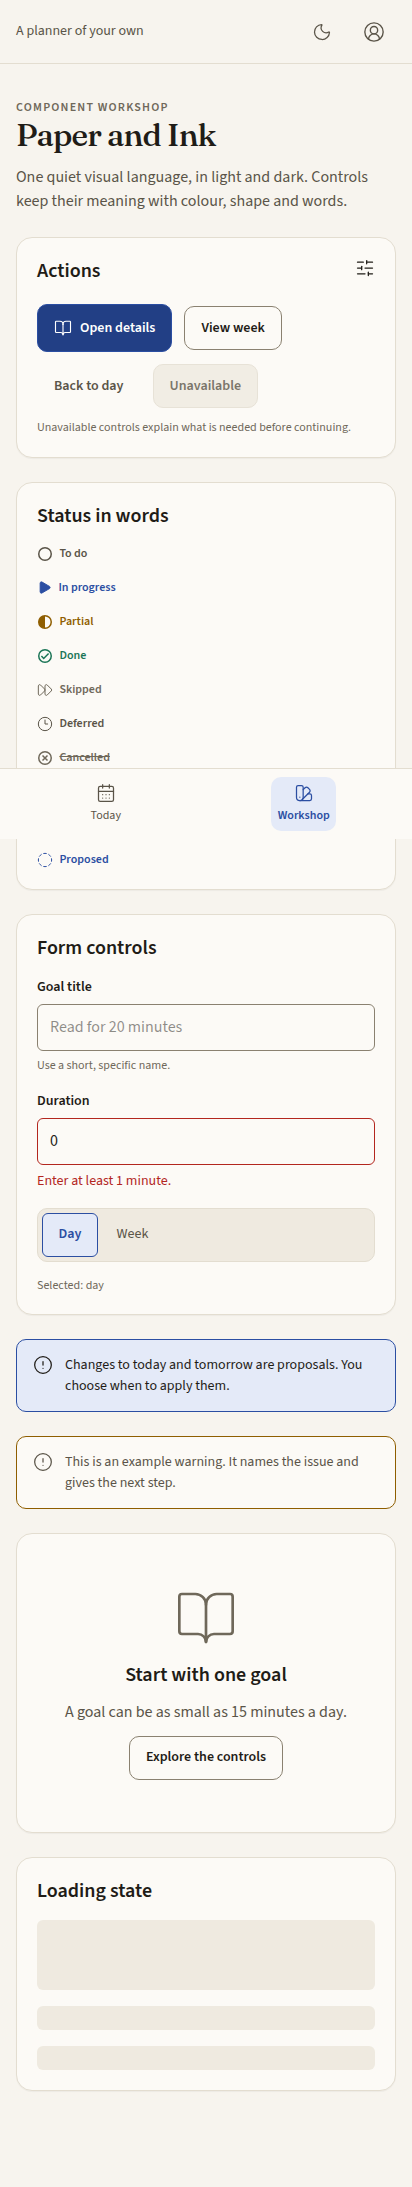 A planner of your own
COMPONENT WORKSHOP
Paper and Ink
One quiet visual language, in light and dark. Controls
keep their meaning with colour, shape and words.
Actions
Open details
View week
Back to day
Unavailable
Unavailable controls explain what is needed before continuing.
Status in words
To do
In progress
Partial
Done
Skipped
Deferred
Cancelled
Today
Workshop
Proposed
Form controls
Goal title
Read for 20 minutes
Use a short, specific name.
Duration
0
Enter at least 1 minute.
Day
Week
Selected: day
Changes to today and tomorrow are proposals. You
choose when to apply them.
This is an example warning. It names the issue and
gives the next step.
Start with one goal
A goal can be as small as 15 minutes a day.
Explore the controls
Loading state